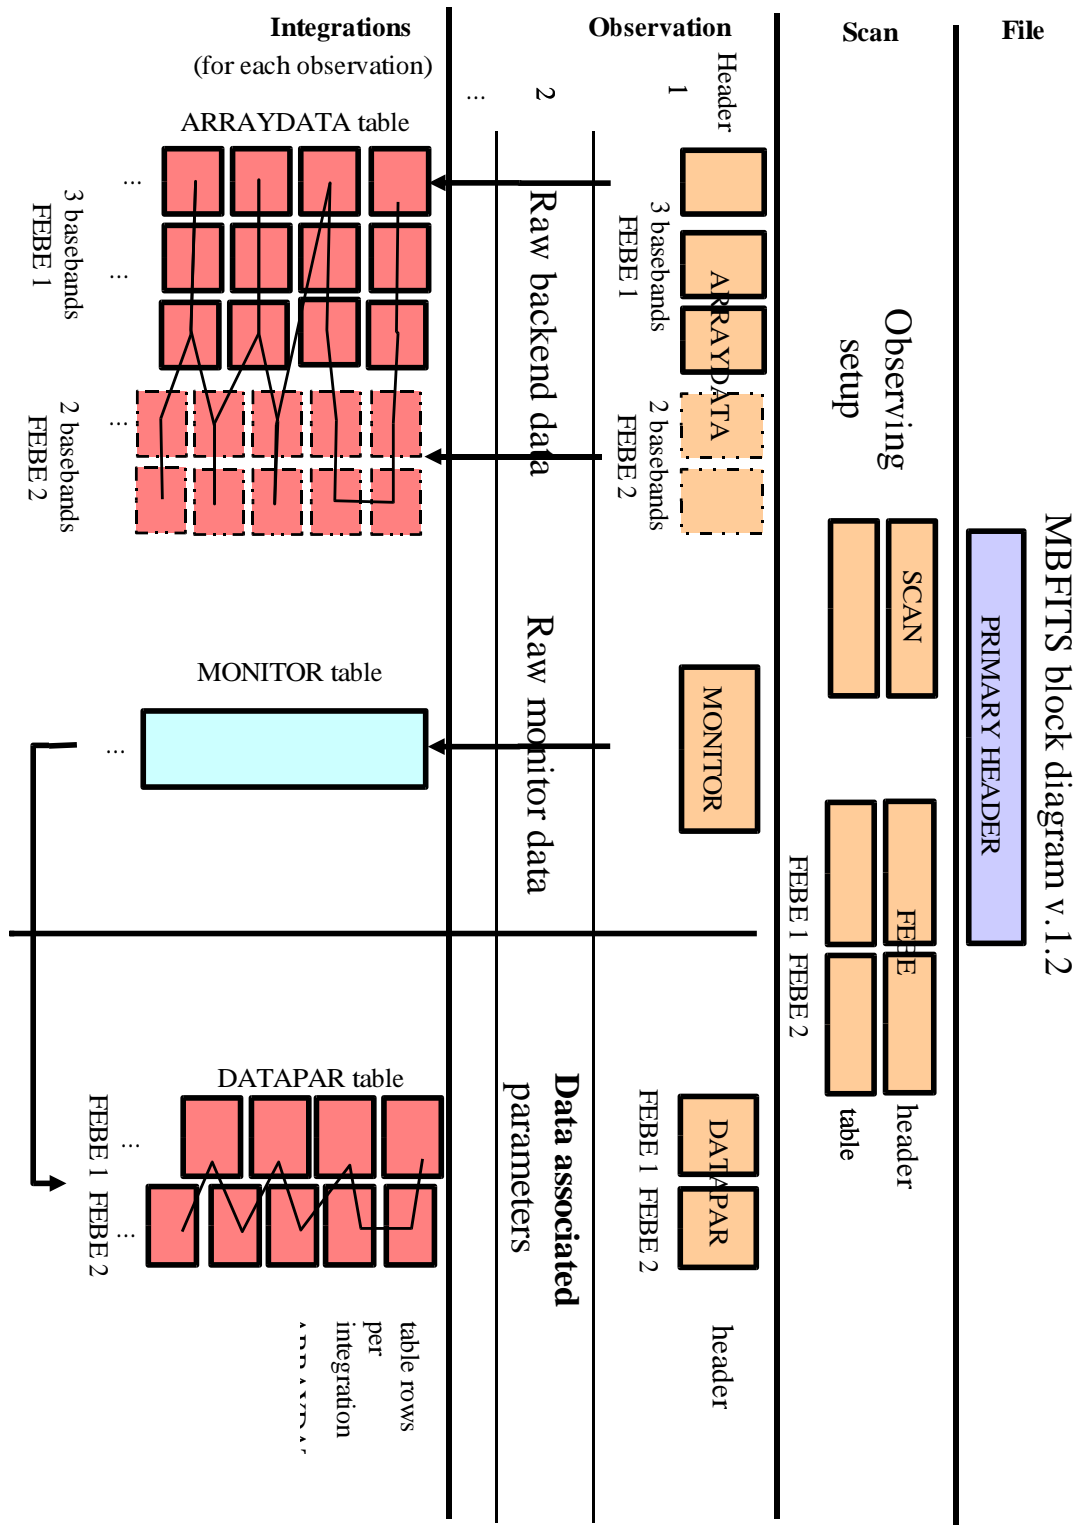 MBFITS block diagram v.1.2
File
PRIMARY HEADER
Scan
Observing
setup
SCAN
FEBE
header
table
FEBE 1
FEBE 2
Observation
Header
1
2
...
ARRAYDATA
3 basebands
FEBE 1
2 basebands
FEBE 2
MONITOR
DATAPAR
FEBE 1
FEBE 2
header
Raw backend data
Raw monitor data
Data associated
parameters
Integrations
(for each observation)
ARRAYDATA table
...
...
...
3 basebands
FEBE 1
2 basebands
FEBE 2
MONITOR table
...
DATAPAR table
...
...
FEBE 1
FEBE 2
table rows
per
integration